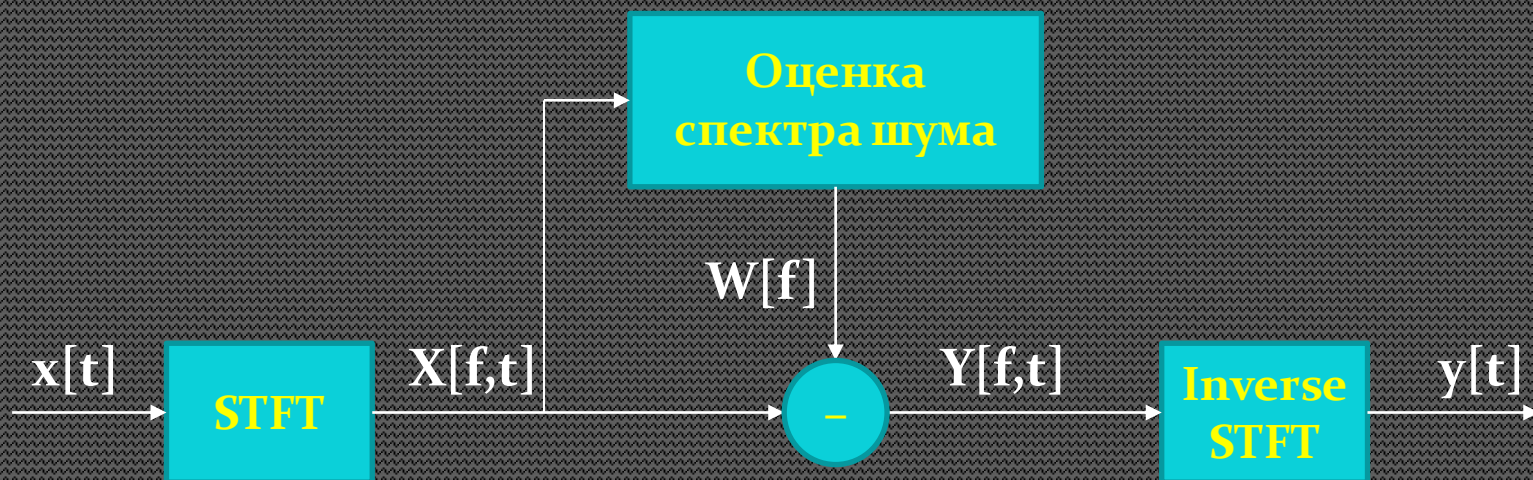 Оценка
спектра шума
W[f]
x[t]
STFT
X[f,t]
–
Y[f,t]
Inverse
STFT
y[t]